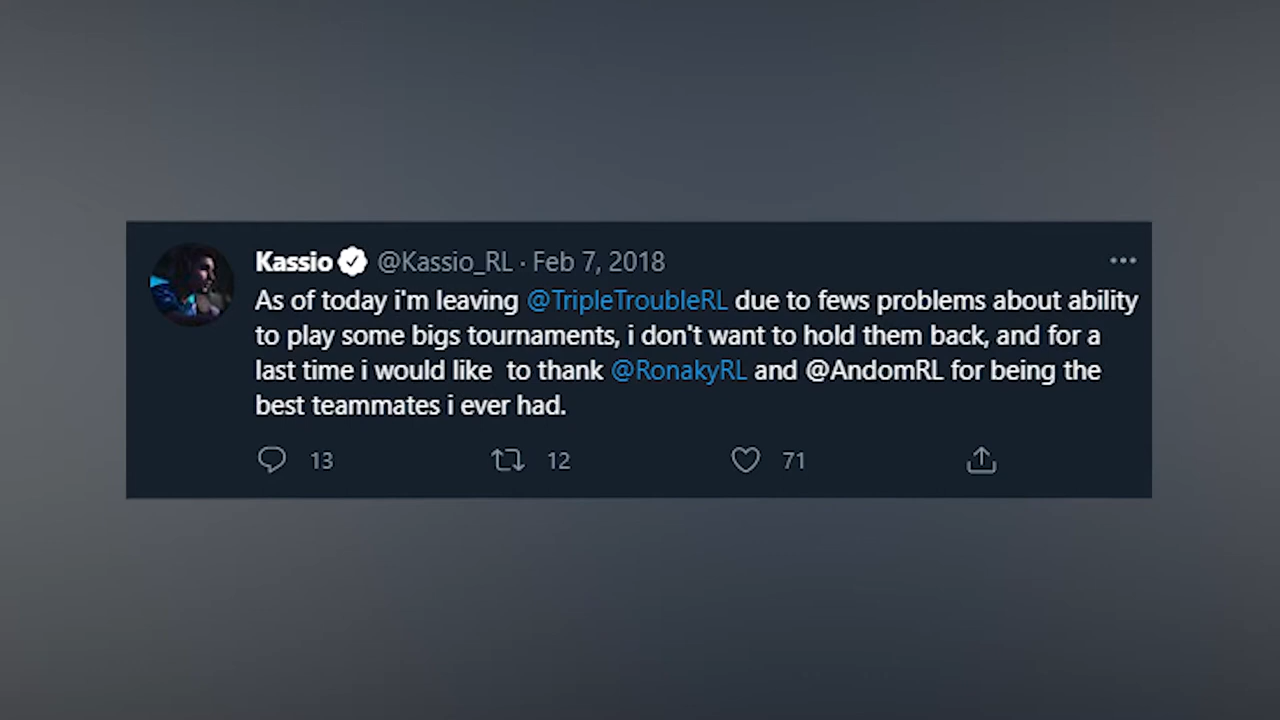 Kassio @Kassio_RL · Feb 7, 2018
As of today i'm leaving @TripleTroubleRL due to fews problems about ability
to play some bigs tournaments, i don't want to hold them back, and for a
last time i would like  to thank @RonakyRL and @AndomRL for being the
best teammates i ever had.
13 12 71